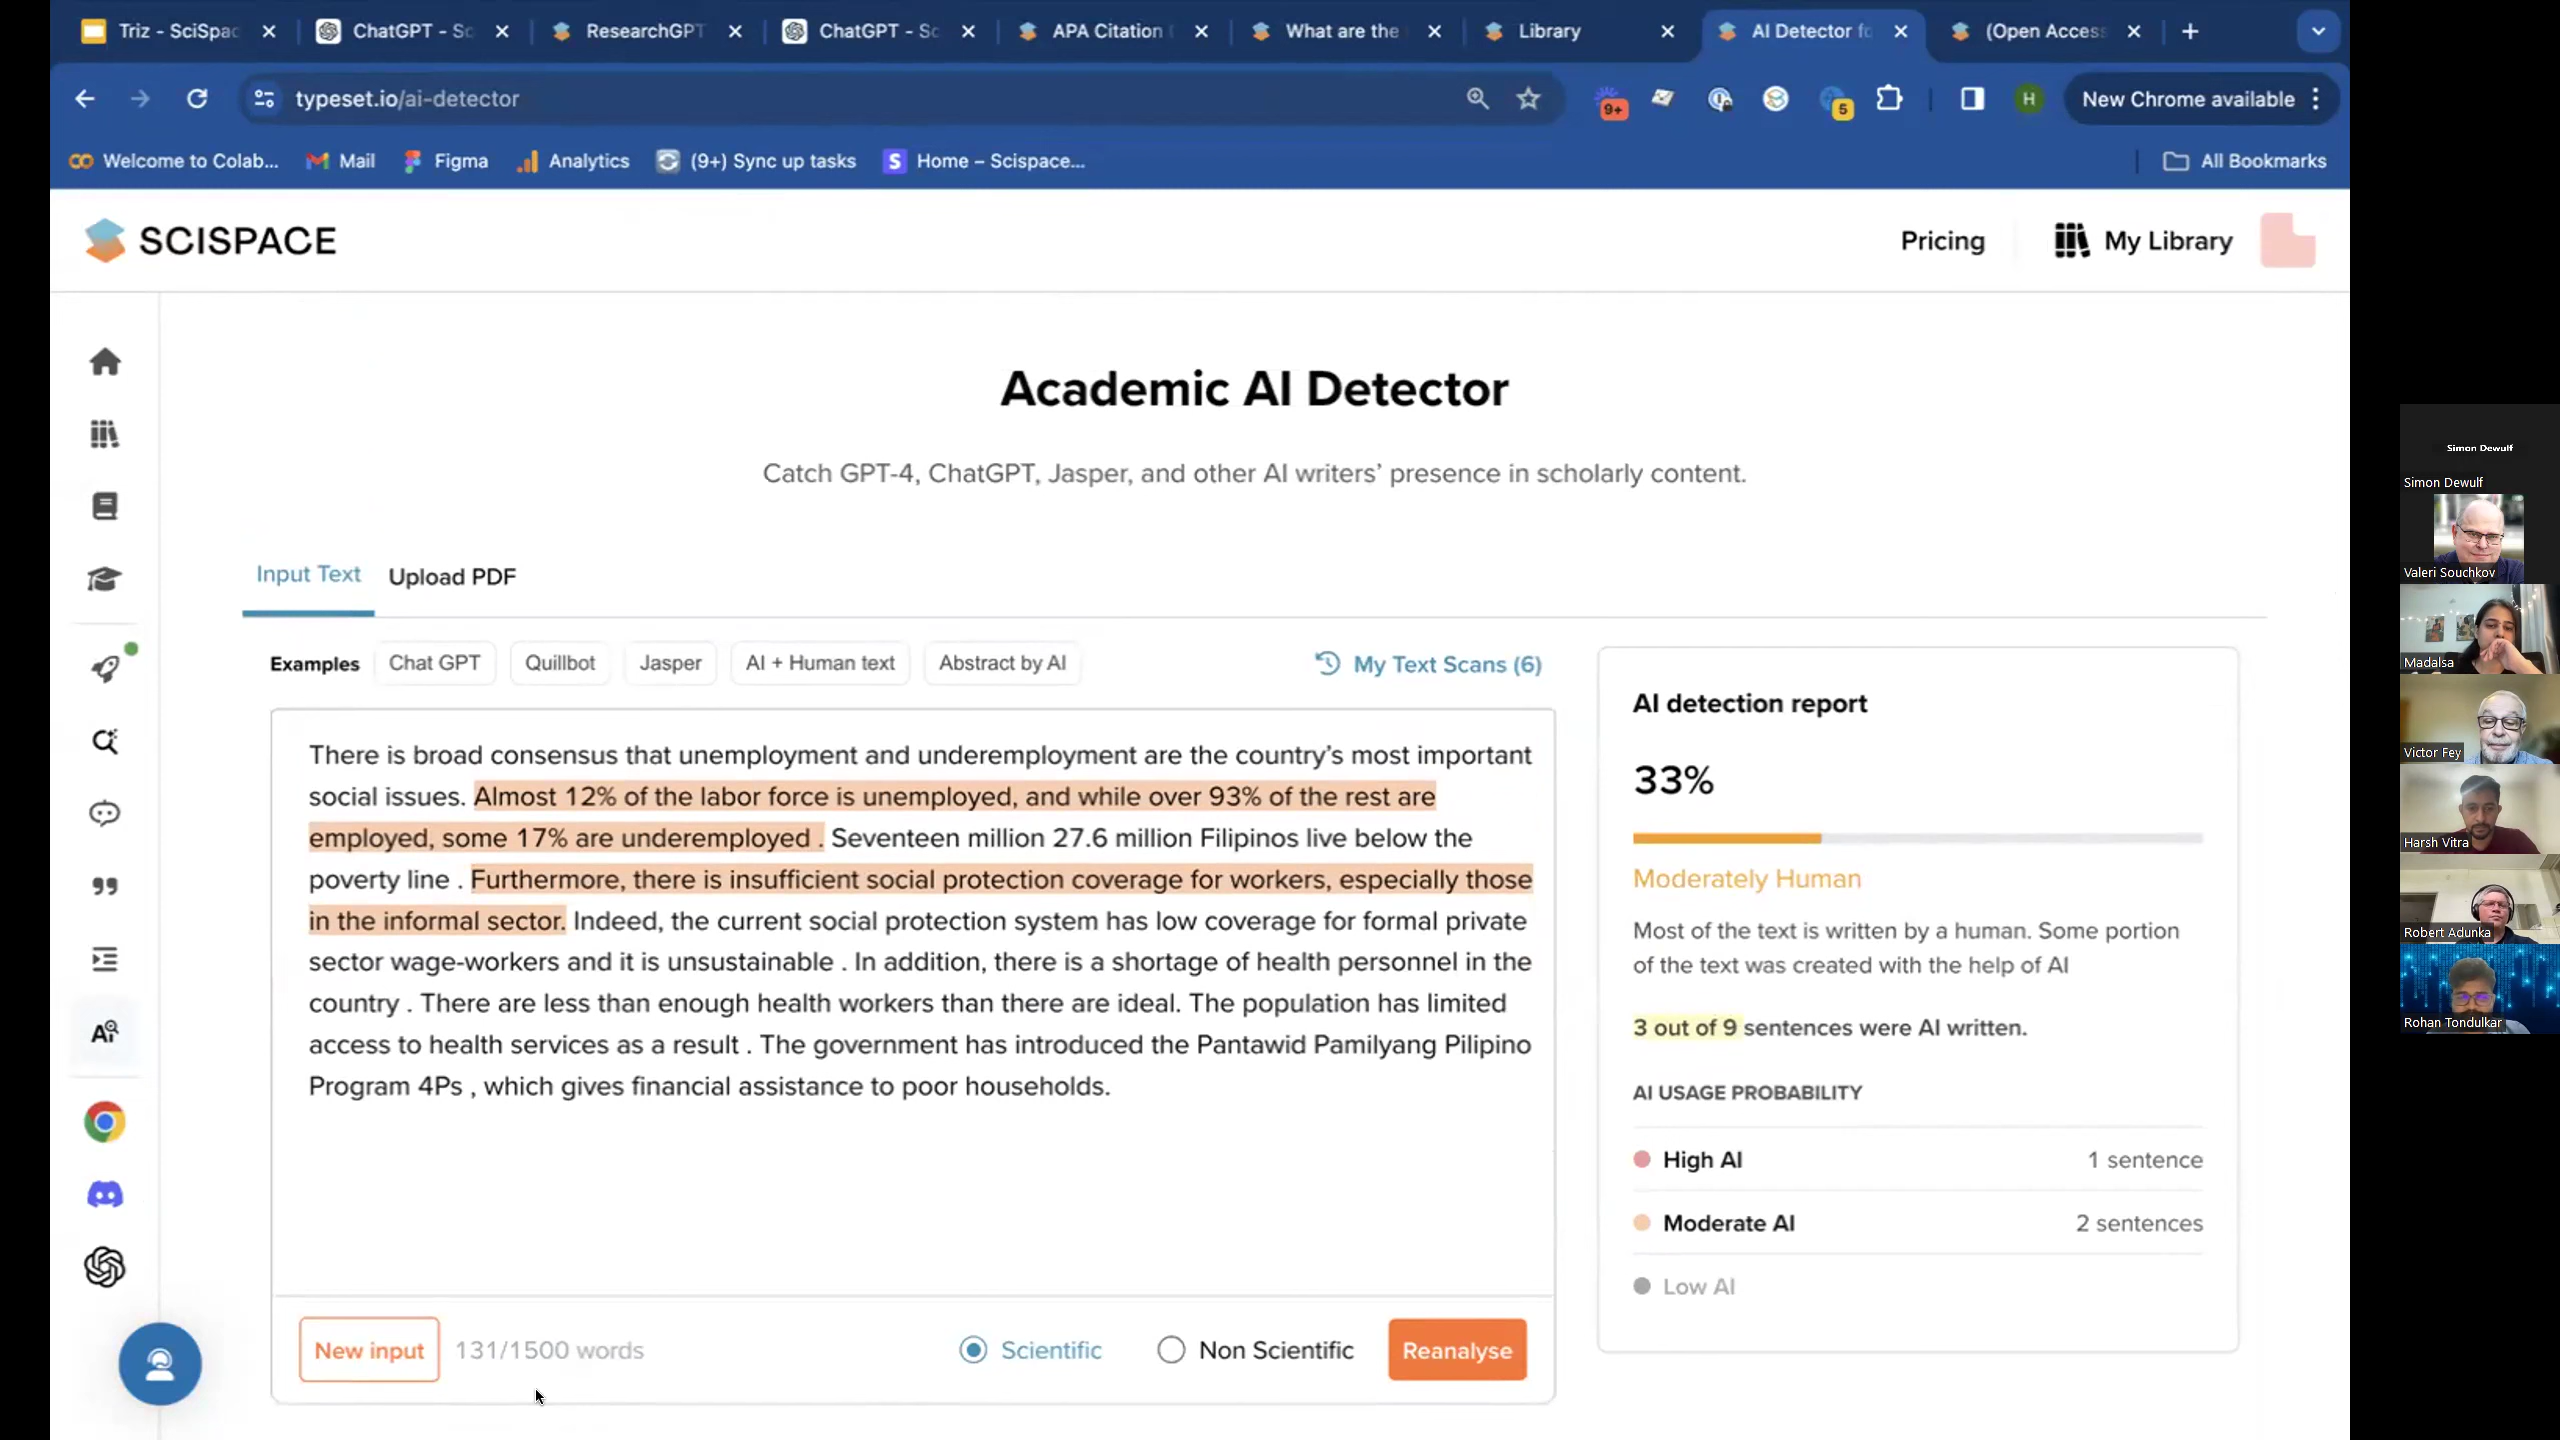 Triz - SciSpac
ChatGPT - Sc
ResearchGPT
ChatGPT - Sc
APA Citation
What are the
Library
AI Detector fo
(Open Access
typeset.io/ai-detector
9+
5
H
New Chrome available
Welcome to Colab...
Mail
Figma
Analytics
(9+) Sync up tasks
S
Home – Scispace...
All Bookmarks
SCISPACE
Pricing
My Library
Academic AI Detector
Catch GPT-4, ChatGPT, Jasper, and other AI writers’ presence in scholarly content.
Input Text
Upload PDF
Examples
Chat GPT
Quillbot
Jasper
AI + Human text
Abstract by AI
My Text Scans (6)
There is broad consensus that unemployment and underemployment are the country’s most important
social issues. Almost 12% of the labor force is unemployed, and while over 93% of the rest are
employed, some 17% are underemployed . Seventeen million 27.6 million Filipinos live below the
poverty line . Furthermore, there is insufficient social protection coverage for workers, especially those
in the informal sector. Indeed, the current social protection system has low coverage for formal private
sector wage-workers and it is unsustainable . In addition, there is a shortage of health personnel in the
country . There are less than enough health workers than there are ideal. The population has limited
access to health services as a result . The government has introduced the Pantawid Pamilyang Pilipino
Program 4Ps , which gives financial assistance to poor households.
New input
131/1500 words
Scientific
Non Scientific
Reanalyse
AI detection report
33%
Moderately Human
Most of the text is written by a human. Some portion
of the text was created with the help of AI
3 out of 9 sentences were AI written.
AI USAGE PROBABILITY
High AI
1 sentence
Moderate AI
2 sentences
Low AI
Ai
Simon Dewulf
Simon Dewulf
Valeri Souchkov
Madalsa
Victor Fey
Harsh Vitra
Robert Adunka
Rohan Tondulkar